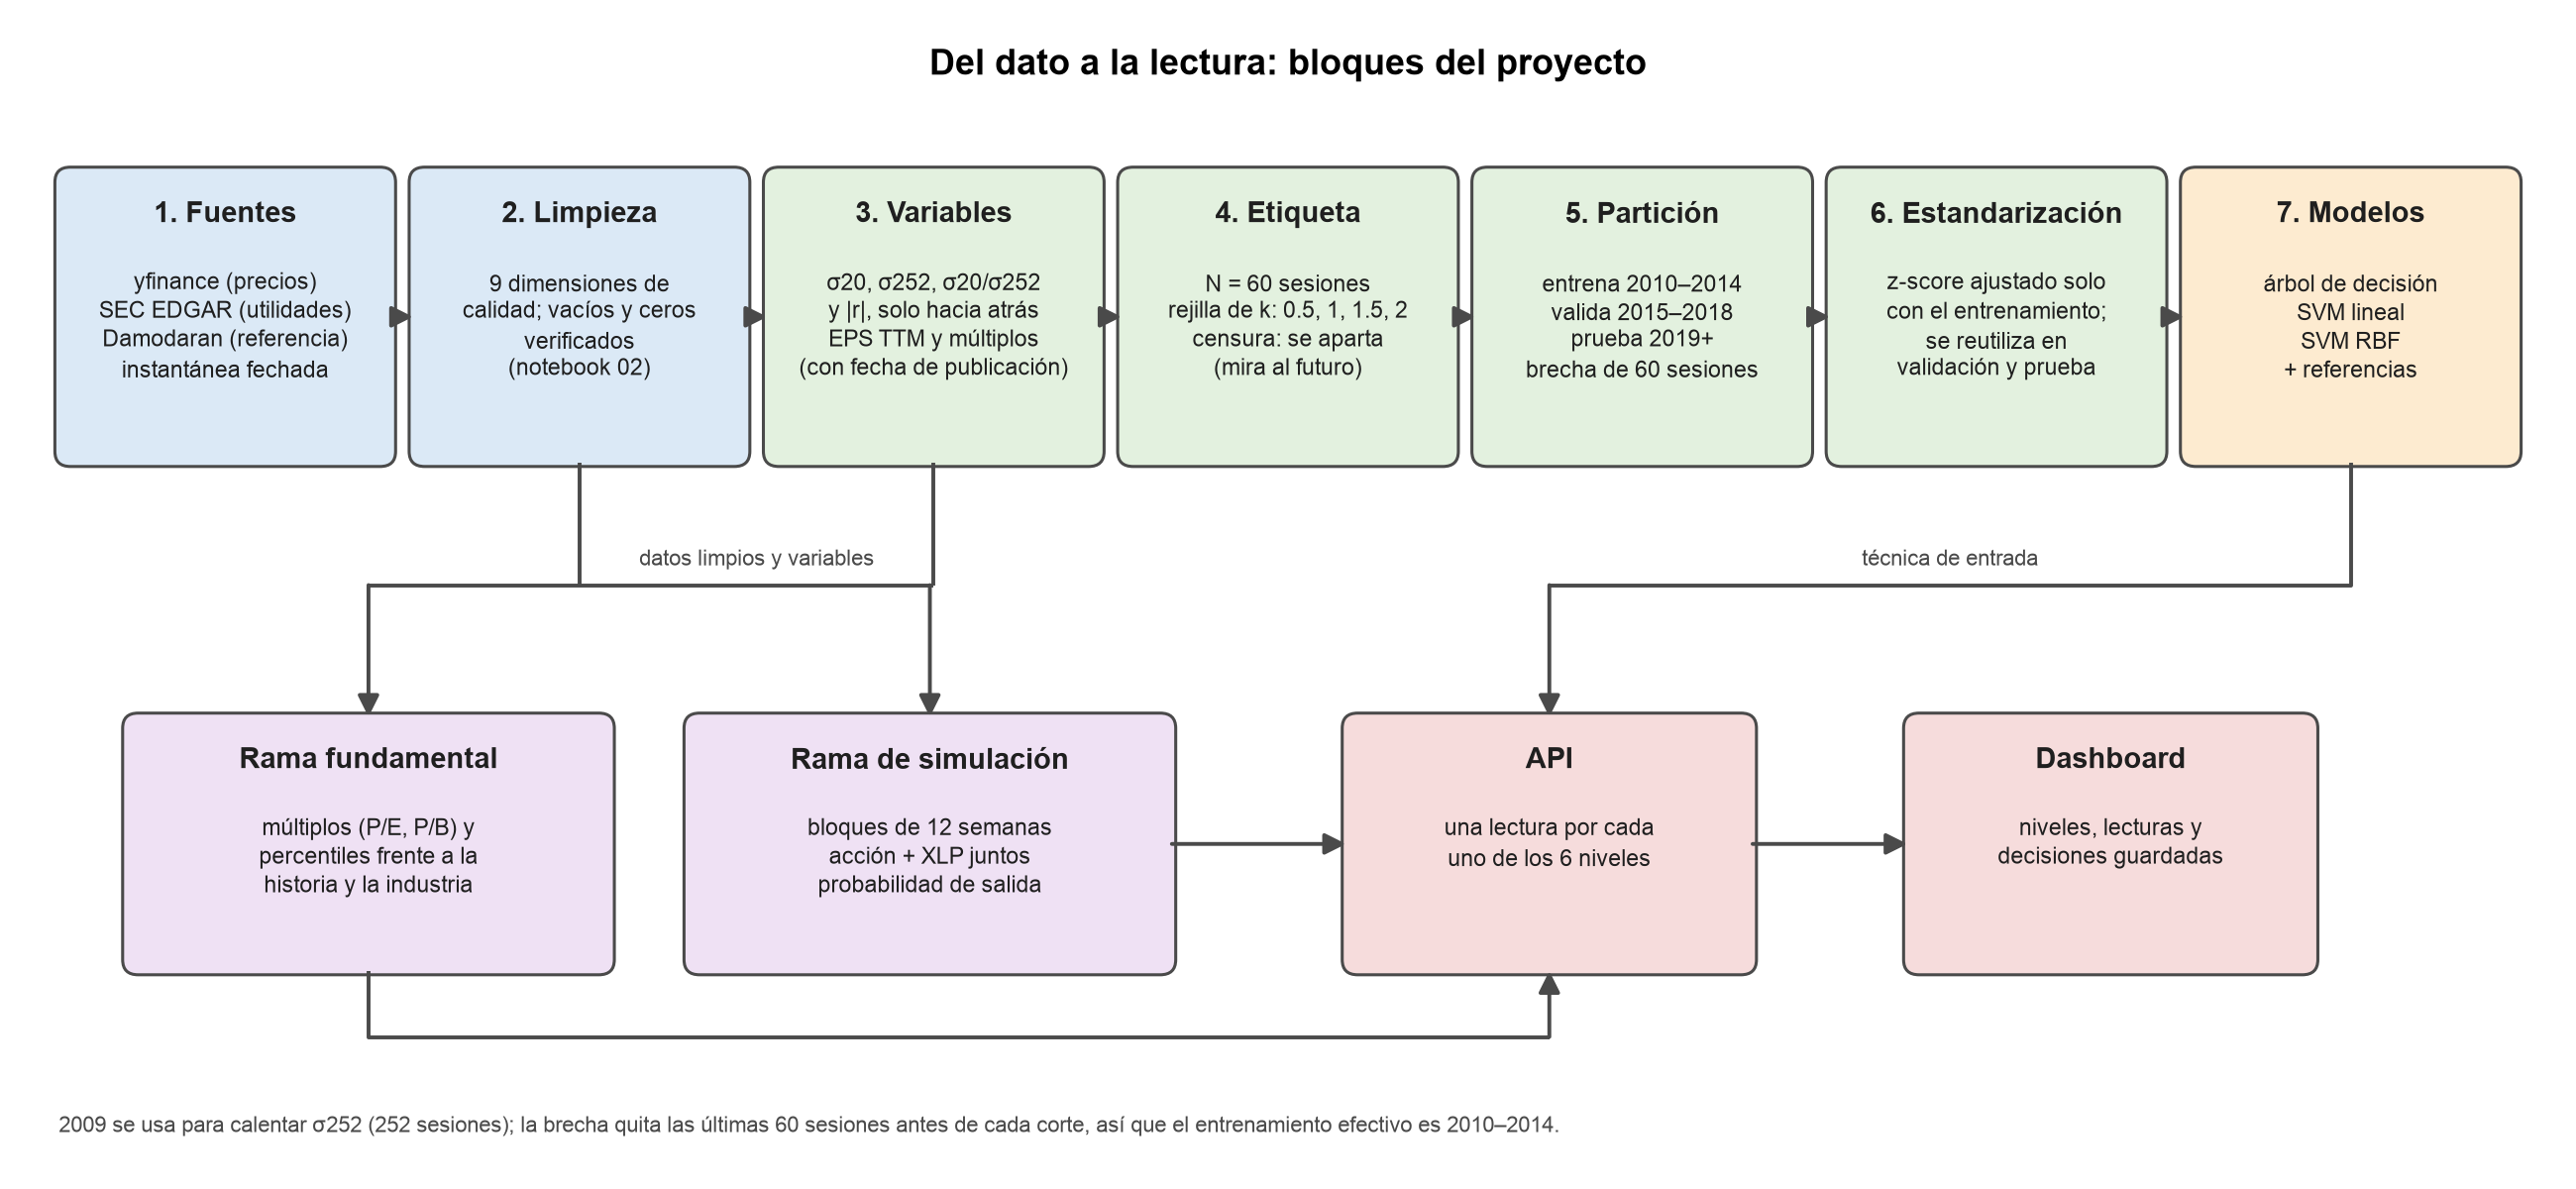 Del dato a la lectura: bloques del proyecto
1. Fuentes
yfinance (precios)
SEC EDGAR (utilidades)
Damodaran (referencia)
instantánea fechada
2. Limpieza
9 dimensiones de
calidad; vacíos y ceros
verificados
(notebook 02)
3. Variables
σ20, σ252, σ20/σ252
y |r|, solo hacia atrás
EPS TTM y múltiplos
(con fecha de publicación)
4. Etiqueta
N = 60 sesiones
rejilla de k: 0.5, 1, 1.5, 2
censura: se aparta
(mira al futuro)
5. Partición
entrena 2010–2014
valida 2015–2018
prueba 2019+
brecha de 60 sesiones
6. Estandarización
z-score ajustado solo
con el entrenamiento;
se reutiliza en
validación y prueba
7. Modelos
árbol de decisión
SVM lineal
SVM RBF
+ referencias
datos limpios y variables
técnica de entrada
Rama fundamental
múltiplos (P/E, P/B) y
percentiles frente a la
historia y la industria
Rama de simulación
bloques de 12 semanas
acción + XLP juntos
probabilidad de salida
API
una lectura por cada
uno de los 6 niveles
Dashboard
niveles, lecturas y
decisiones guardadas
2009 se usa para calentar σ252 (252 sesiones); la brecha quita las últimas 60 sesiones antes de cada corte, así que el entrenamiento efectivo es 2010–2014.